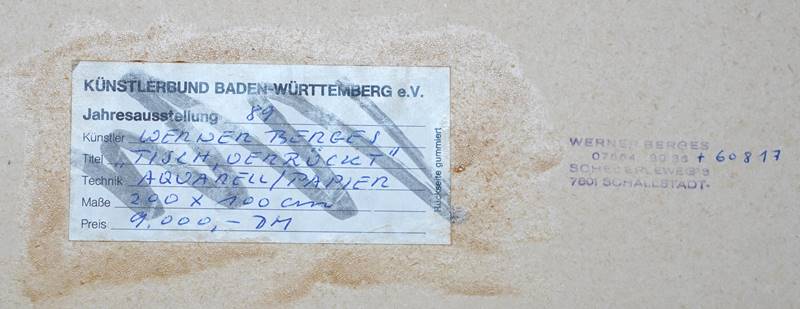 KÜNSTLERBUND BADEN-WÜRTTEMBERG e.V.
Jahresausstellung 89
Künstler WERNER BERGES
Titel „TISCH, VERRÜCKT"
Technik AQUARELL/PAPIER
Maße 200 x 100 cm
Preis 9.000,- DM
Rückseite gummiert
WERNER BERGES
+ 60817
7801 SCHALLSTADT-